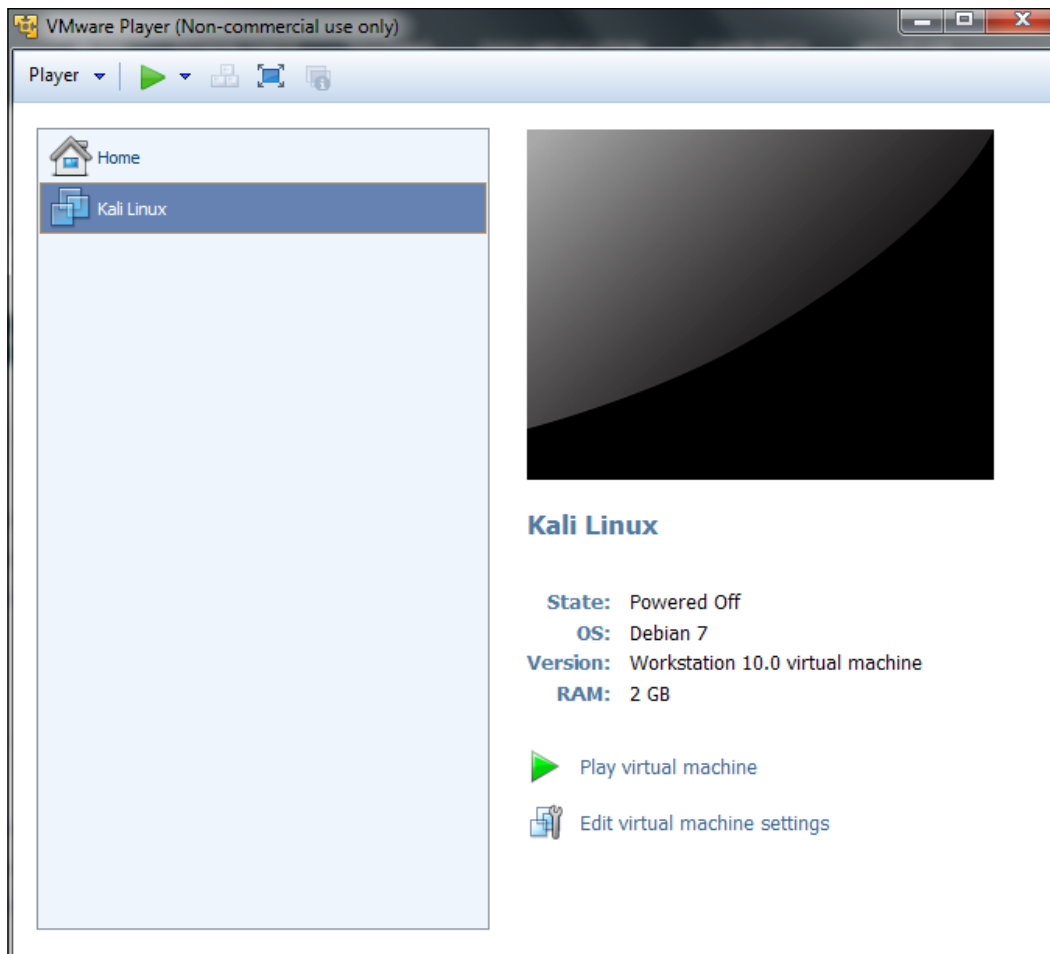 VMware Player (Non-commercial use only)
Player
Home
Kali Linux
Kali Linux
State: Powered Off
OS: Debian 7
Version: Workstation 10.0 virtual machine
RAM: 2 GB
Play virtual machine
Edit virtual machine settings